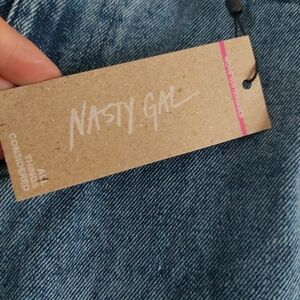 NASTY GAL
ALL
THINGS
CONSIDERED